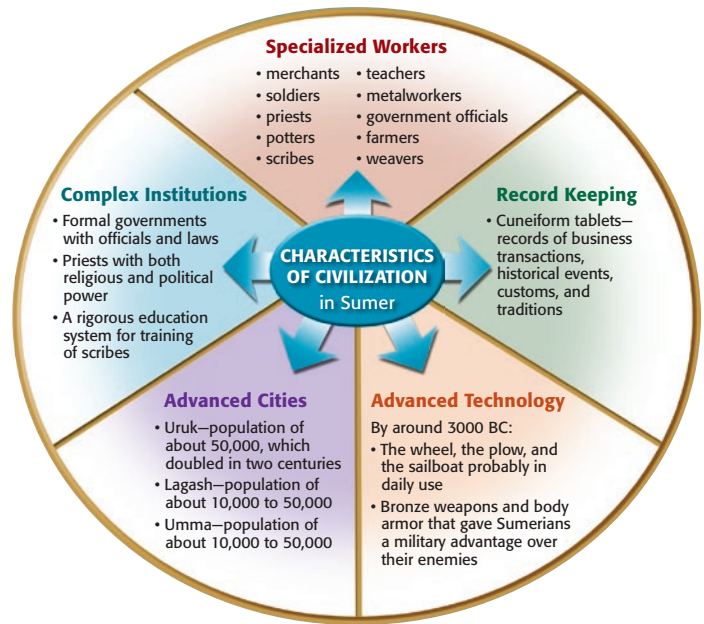 Specialized Workers
• merchants
• soldiers
• priests
• potters
• scribes
• teachers
• metalworkers
• government officials
• farmers
• weavers
Complex Institutions
• Formal governments
with officials and laws
• Priests with both
religious and political
power
• A rigorous education
system for training
of scribes
CHARACTERISTICS
OF CIVILIZATION
in Sumer
Record Keeping
• Cuneiform tablets—
records of business
transactions,
historical events,
customs, and
traditions
Advanced Cities
• Uruk—population of
about 50,000, which
doubled in two centuries
• Lagash—population of
about 10,000 to 50,000
• Umma—population of
about 10,000 to 50,000
Advanced Technology
By around 3000 BC:
• The wheel, the plow, and
the sailboat probably in
daily use
• Bronze weapons and body
armor that gave Sumerians
a military advantage over
their enemies